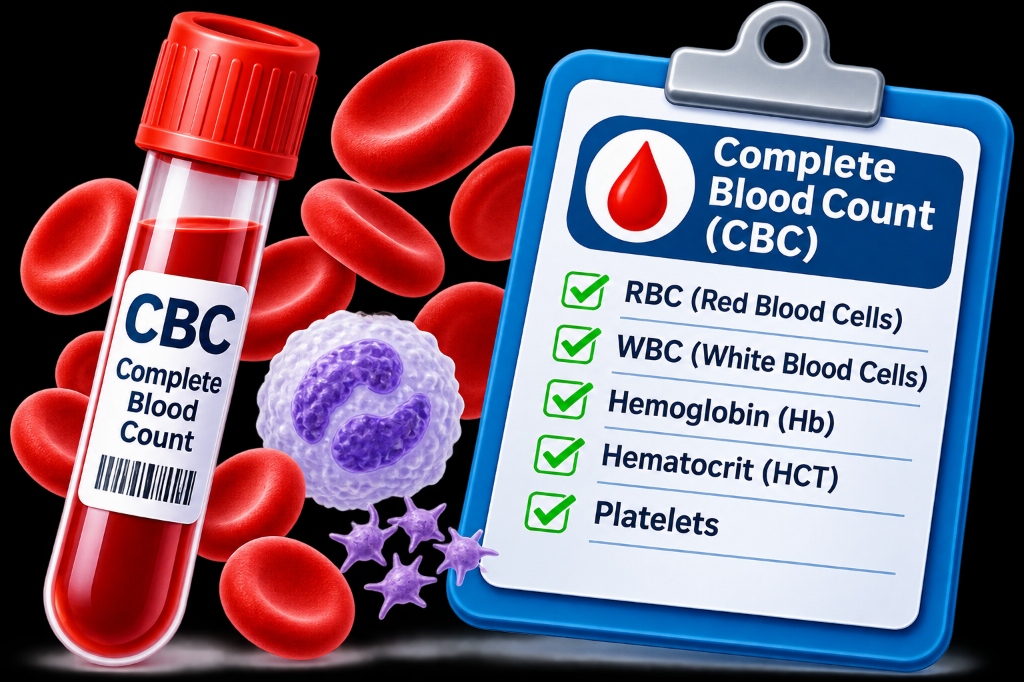 CBC
Complete
Blood
Count
Complete
Blood Count
(CBC)
RBC (Red Blood Cells)
WBC (White Blood Cells)
Hemoglobin (Hb)
Hematocrit (HCT)
Platelets